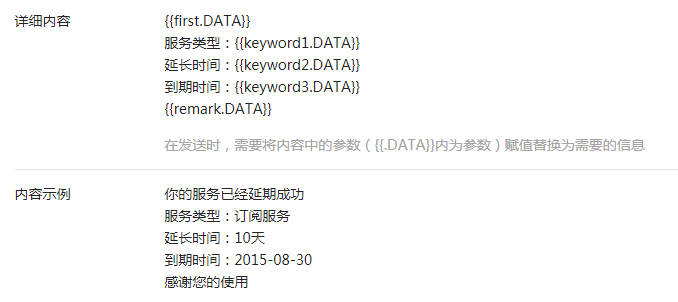 详细内容
{{first.DATA}}
服务类型：{{keyword1.DATA}}
延长时间：{{keyword2.DATA}}
到期时间：{{keyword3.DATA}}
{{remark.DATA}}
在发送时，需要将内容中的参数（{{.DATA}}内为参数）赋值替换为需要的信息
内容示例
你的服务已经延期成功
服务类型：订阅服务
延长时间：10天
到期时间：2015-08-30
感谢您的使用